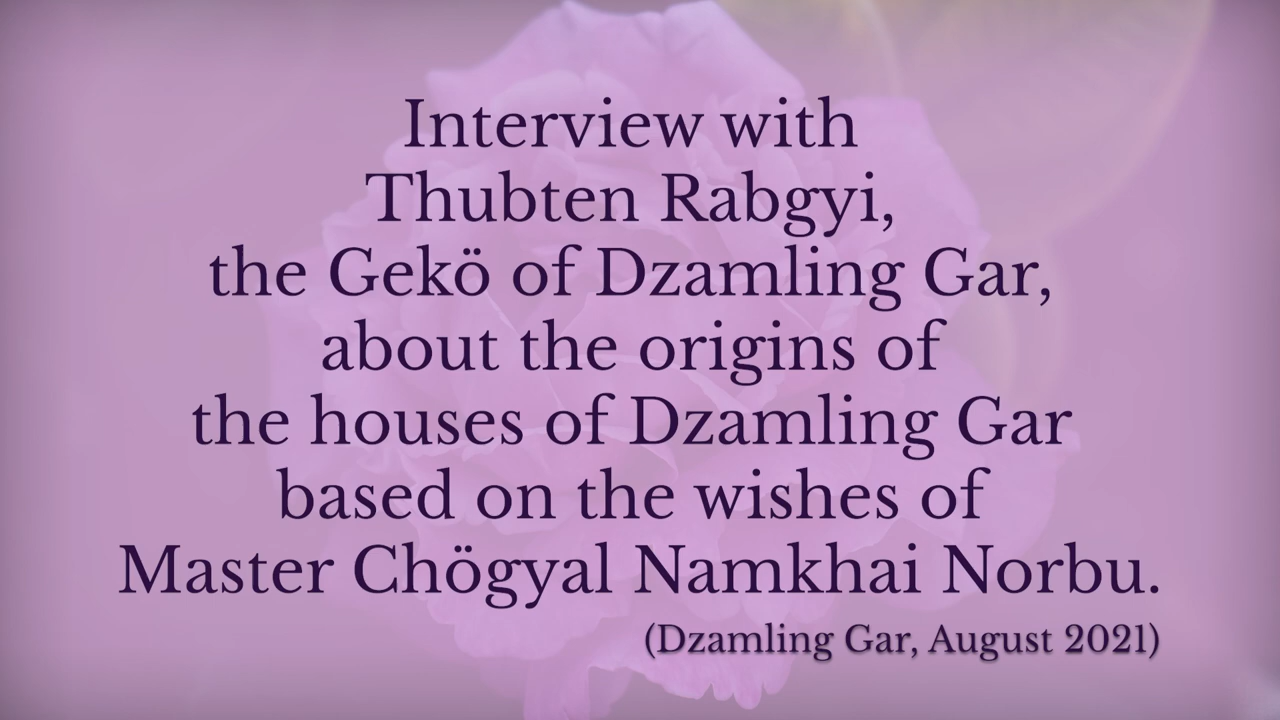 Interview with
Thubten Rabgyi,
the Gekö of Dzamling Gar,
about the origins of
the houses of Dzamling Gar
based on the wishes of
Master Chögyal Namkhai Norbu.
(Dzamling Gar, August 2021)